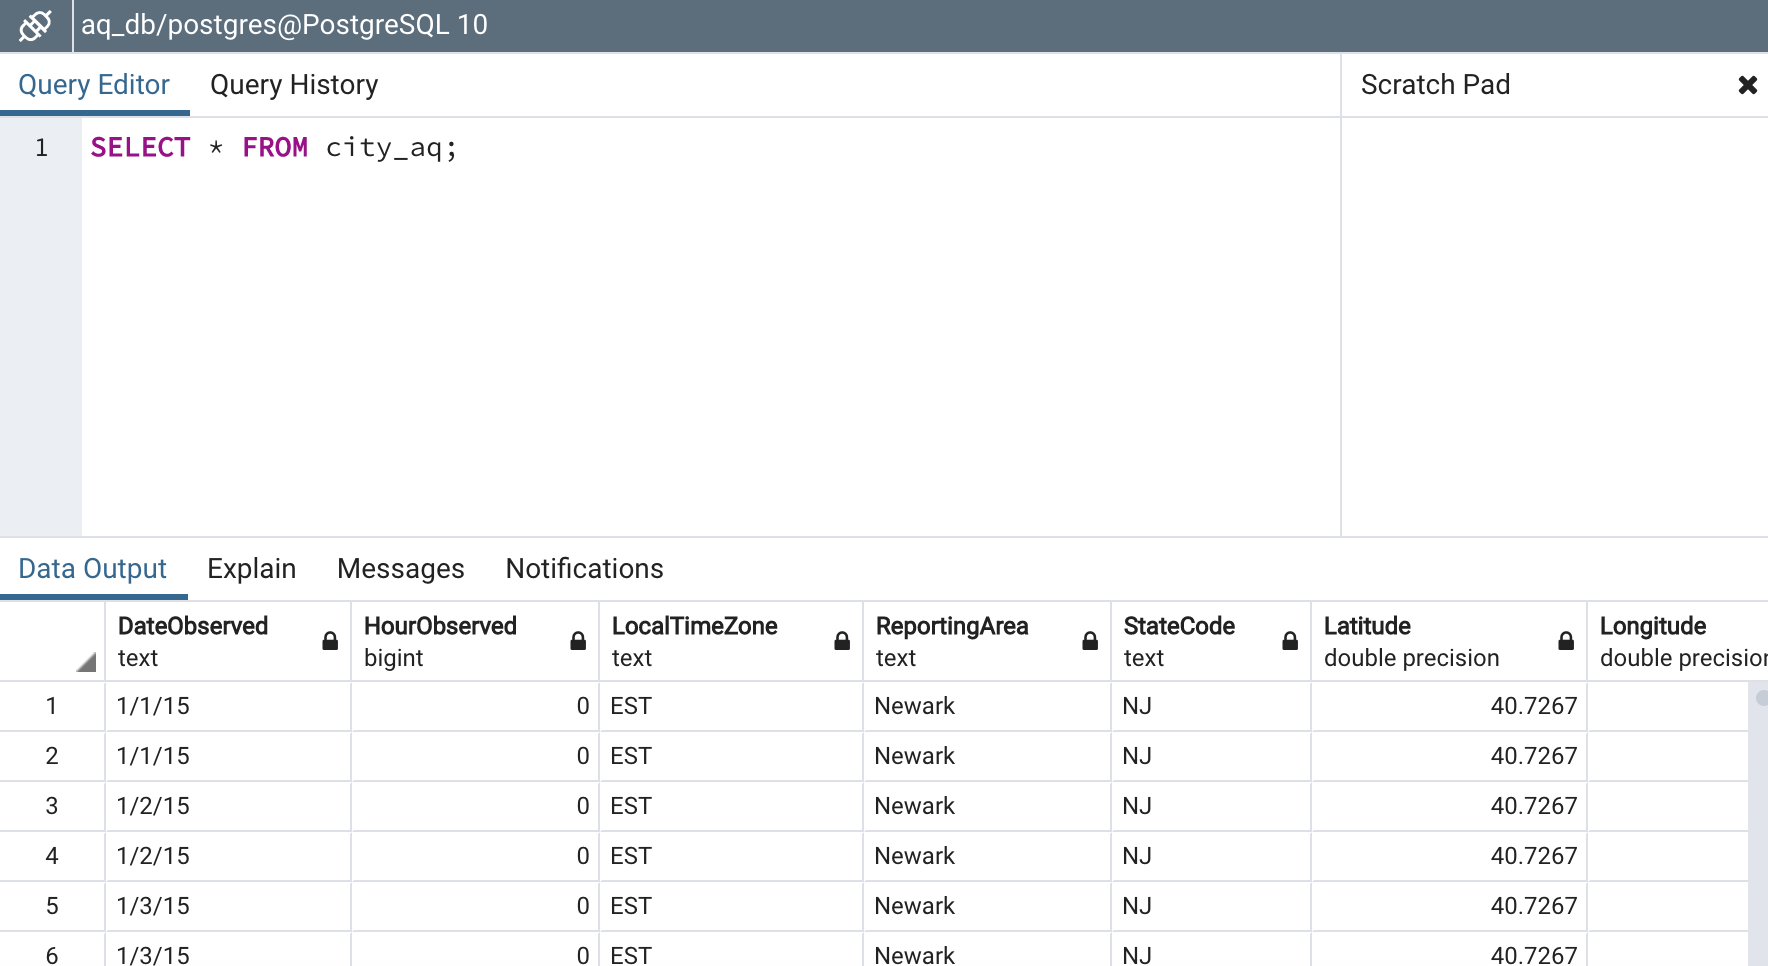 aq_db/postgres@PostgreSQL 10
Query Editor Query History Scratch Pad
1 SELECT * FROM city_aq;
Data Output Explain Messages Notifications
DateObserved HourObserved LocalTimeZone ReportingArea StateCode Latitude Longitude
text bigint text text text double precision double precision
1 1/1/15 0 EST Newark NJ 40.7267
2 1/1/15 0 EST Newark NJ 40.7267
3 1/2/15 0 EST Newark NJ 40.7267
4 1/2/15 0 EST Newark NJ 40.7267
5 1/3/15 0 EST Newark NJ 40.7267
6 1/3/15 0 EST Newark NJ 40.7267